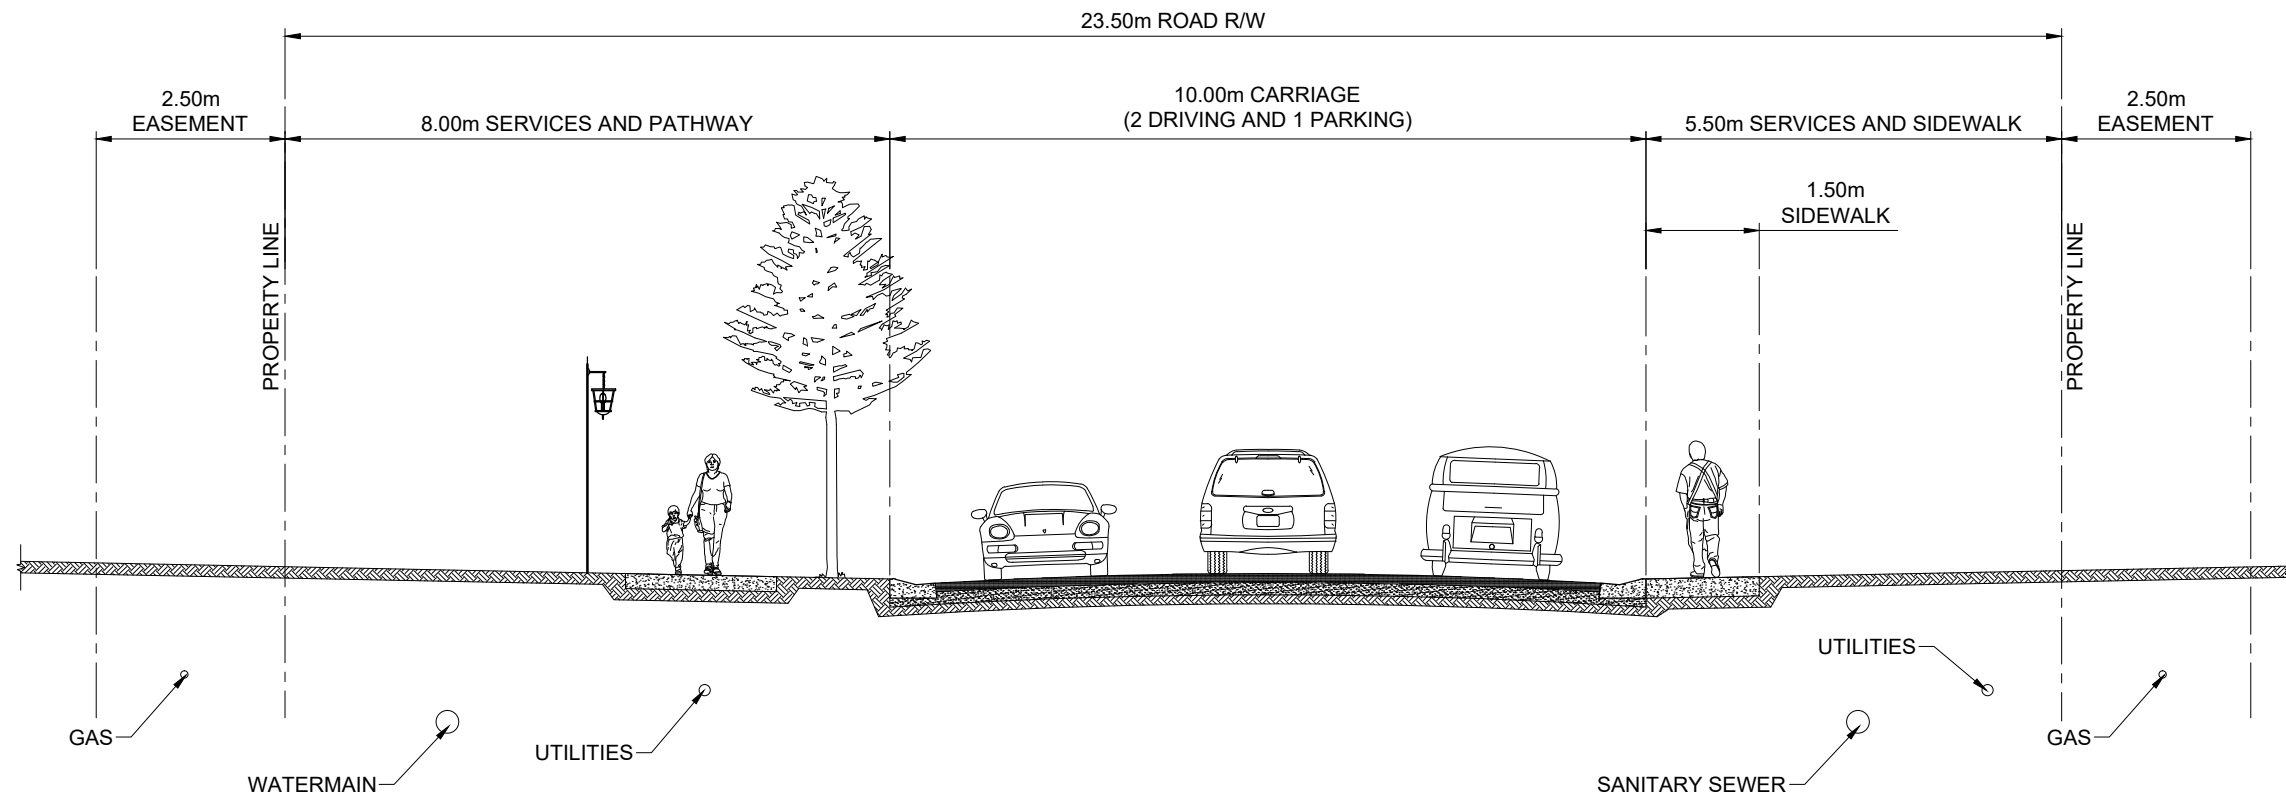 23.50m ROAD R/W
2.50m
EASEMENT
8.00m SERVICES AND PATHWAY
10.00m CARRIAGE
(2 DRIVING AND 1 PARKING)
5.50m SERVICES AND SIDEWALK
2.50m
EASEMENT
1.50m
SIDEWALK
PROPERTY LINE
PROPERTY LINE
GAS
WATERMAIN
UTILITIES
SANITARY SEWER
UTILITIES
GAS